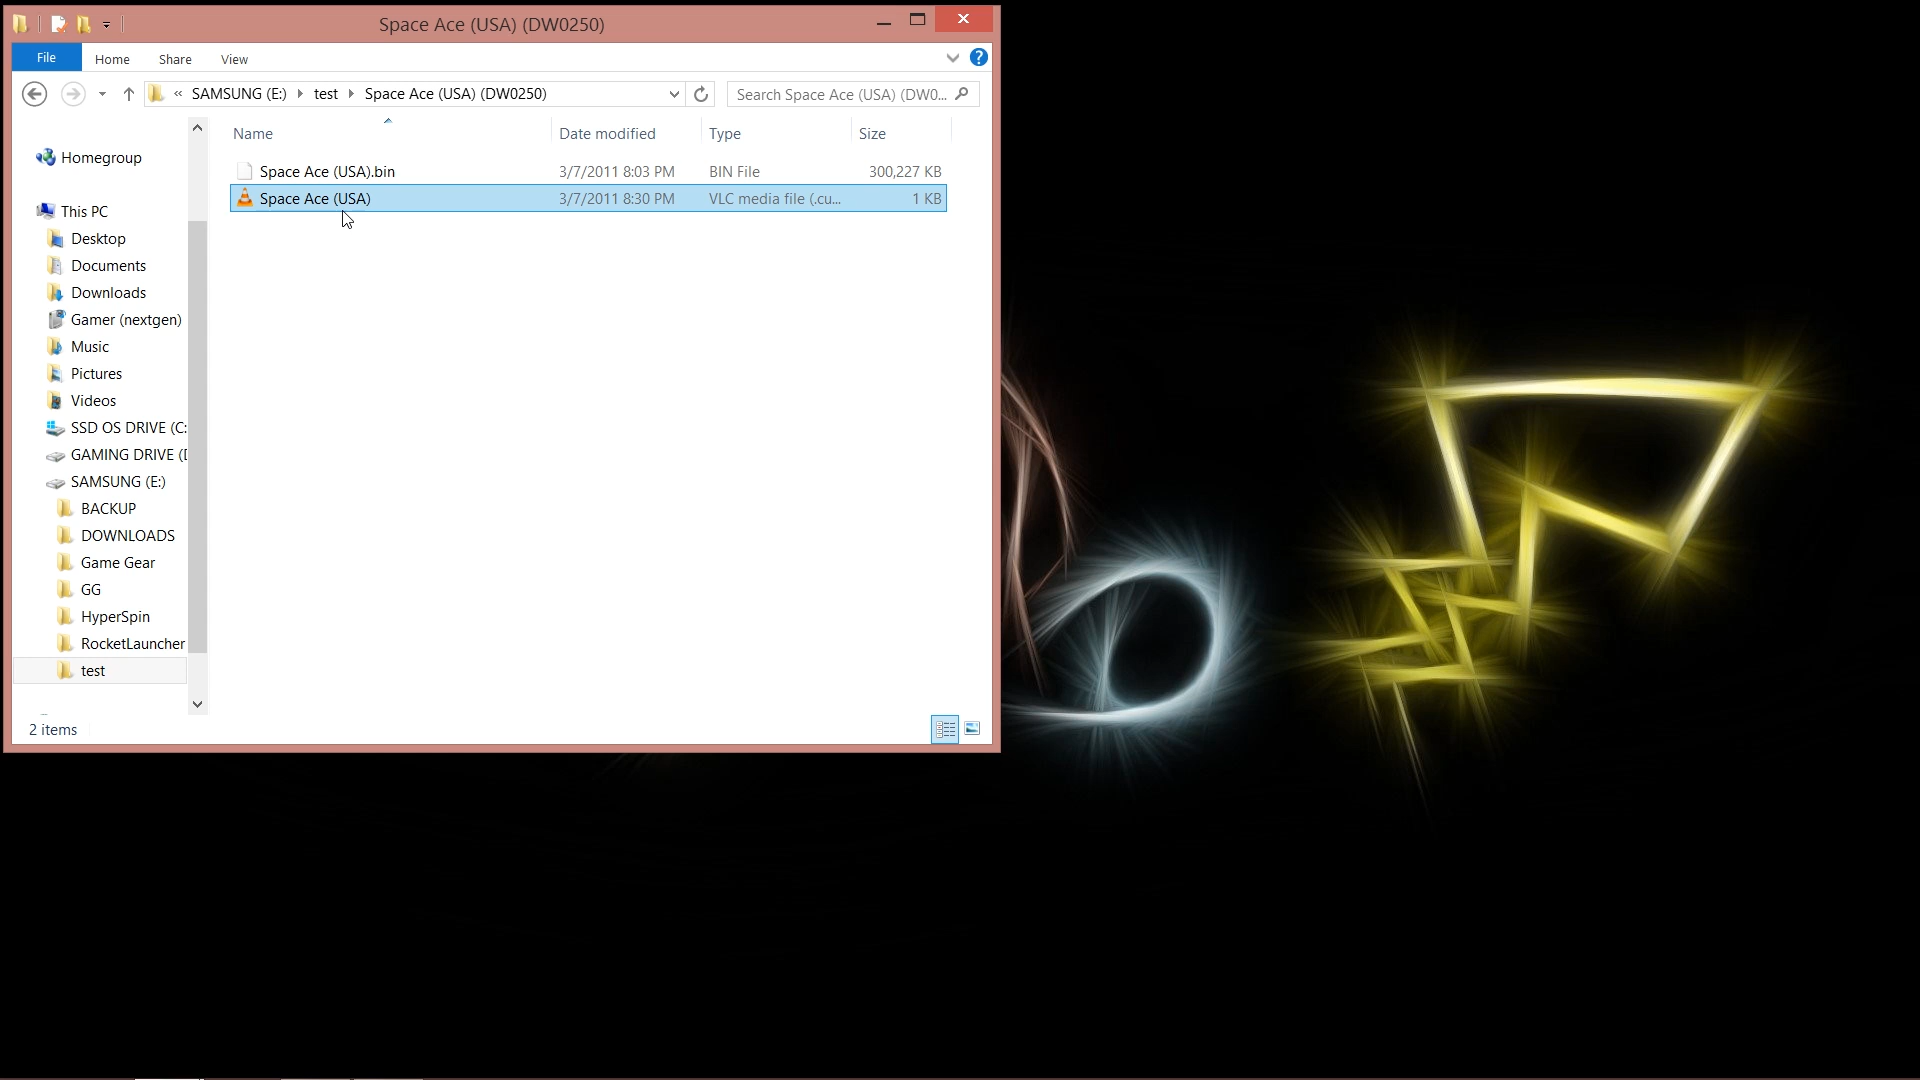 Space Ace (USA) (DW0250)
File Home Share View
« SAMSUNG (E:) test Space Ace (USA) (DW0250) Search Space Ace (USA) (DW0...
Name Date modified Type Size
Space Ace (USA).bin 3/7/2011 8:03 PM BIN File 300,227 KB
Space Ace (USA) 3/7/2011 8:30 PM VLC media file (.cu... 1 KB
Homegroup
This PC
Desktop
Documents
Downloads
Gamer (nextgen)
Music
Pictures
Videos
SSD OS DRIVE (C:
GAMING DRIVE (D
SAMSUNG (E:)
BACKUP
DOWNLOADS
Game Gear
GG
HyperSpin
RocketLauncher
test
2 items